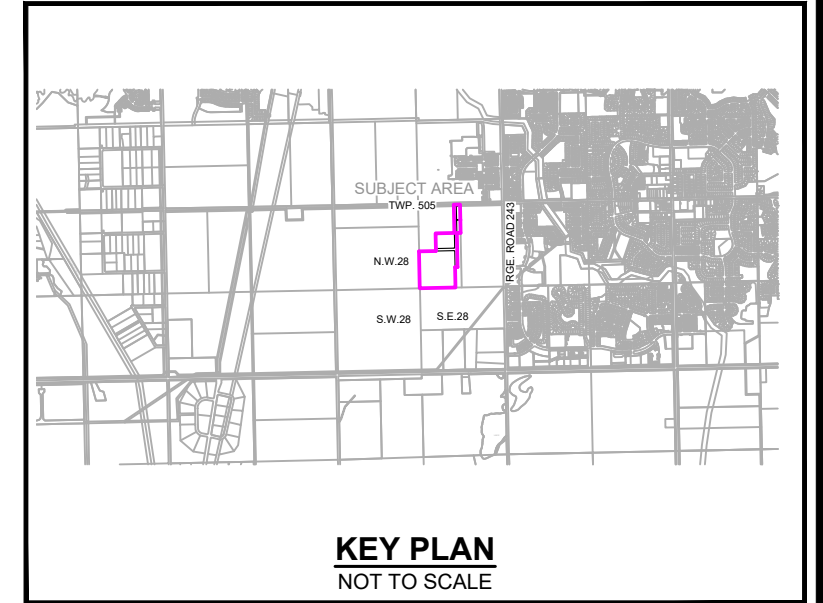 SUBJECT AREA
TWP. 505
RGE. ROAD 243
N.W.28
S.W.28
S.E.28
KEY PLAN
NOT TO SCALE